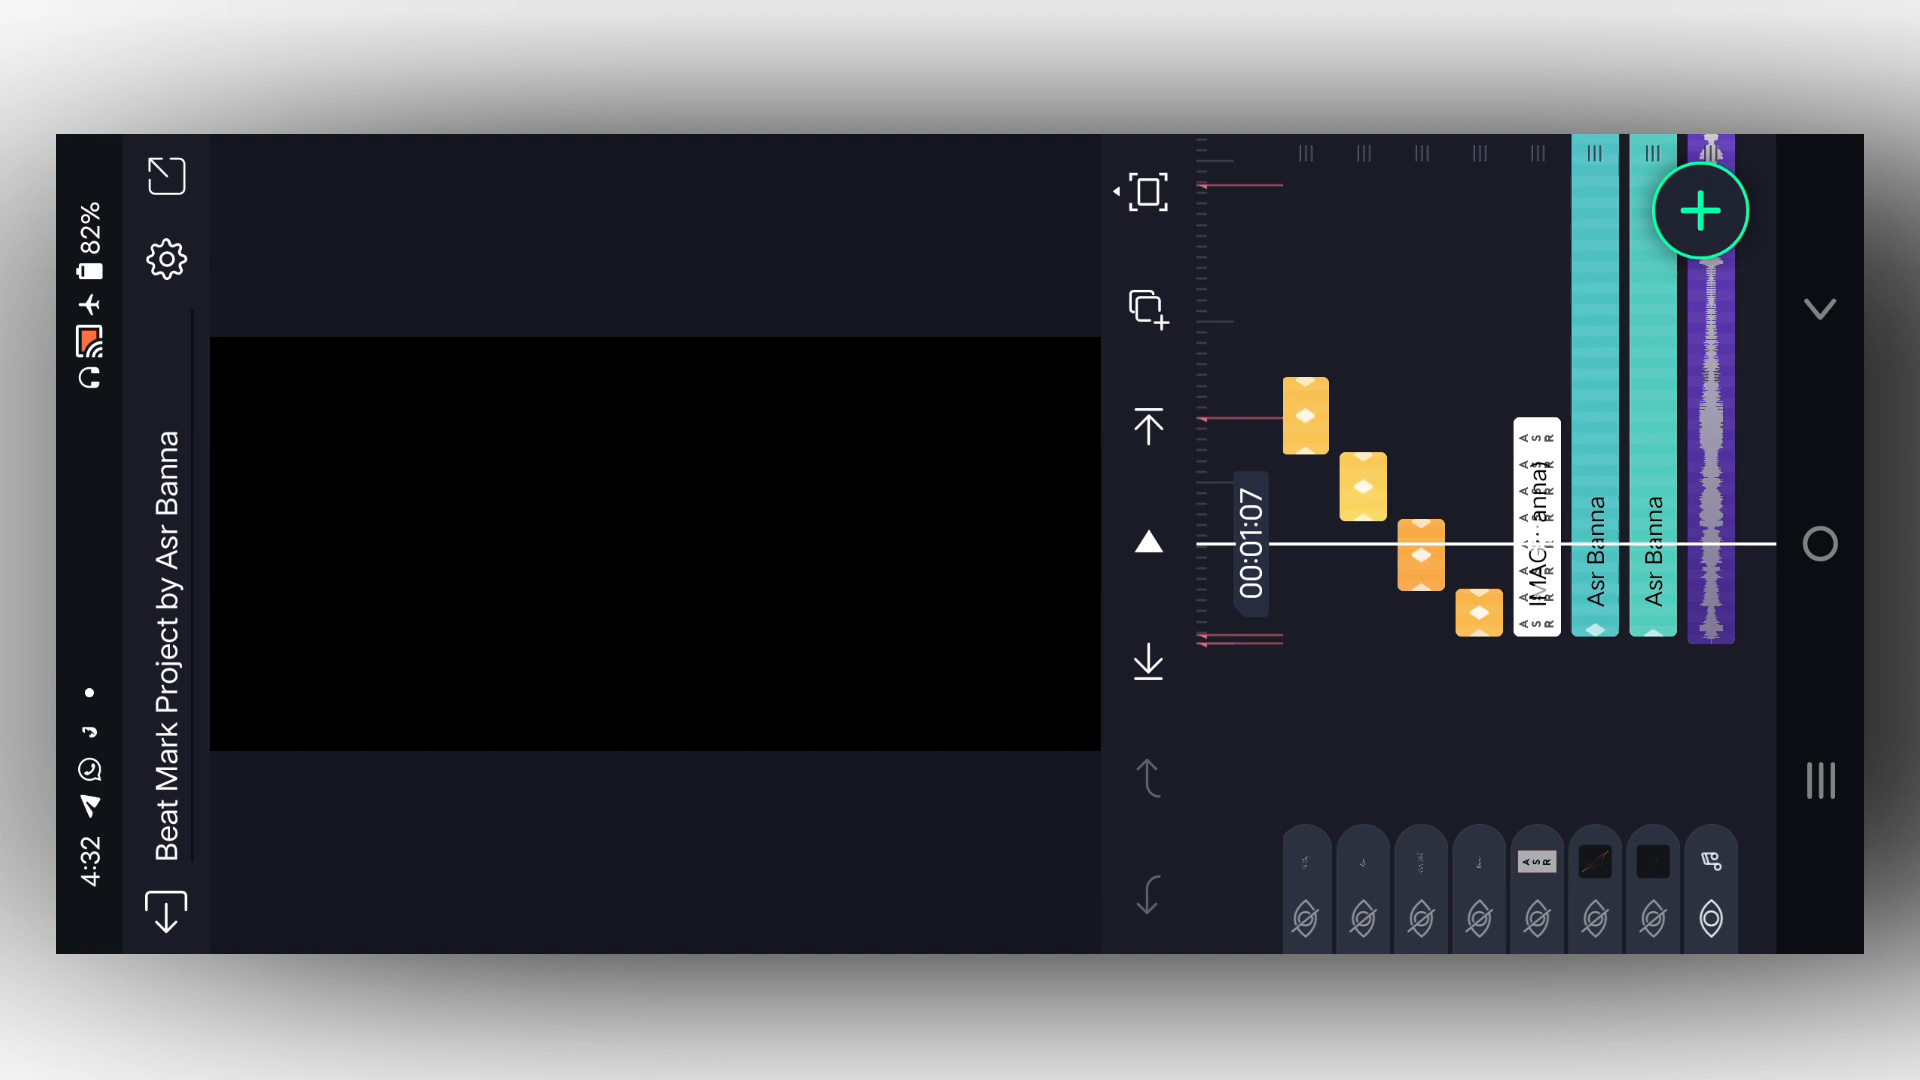 4:32
82%
Beat Mark Project by Asr Banna
00:01:07
Asr Banna
Asr Banna
A S R